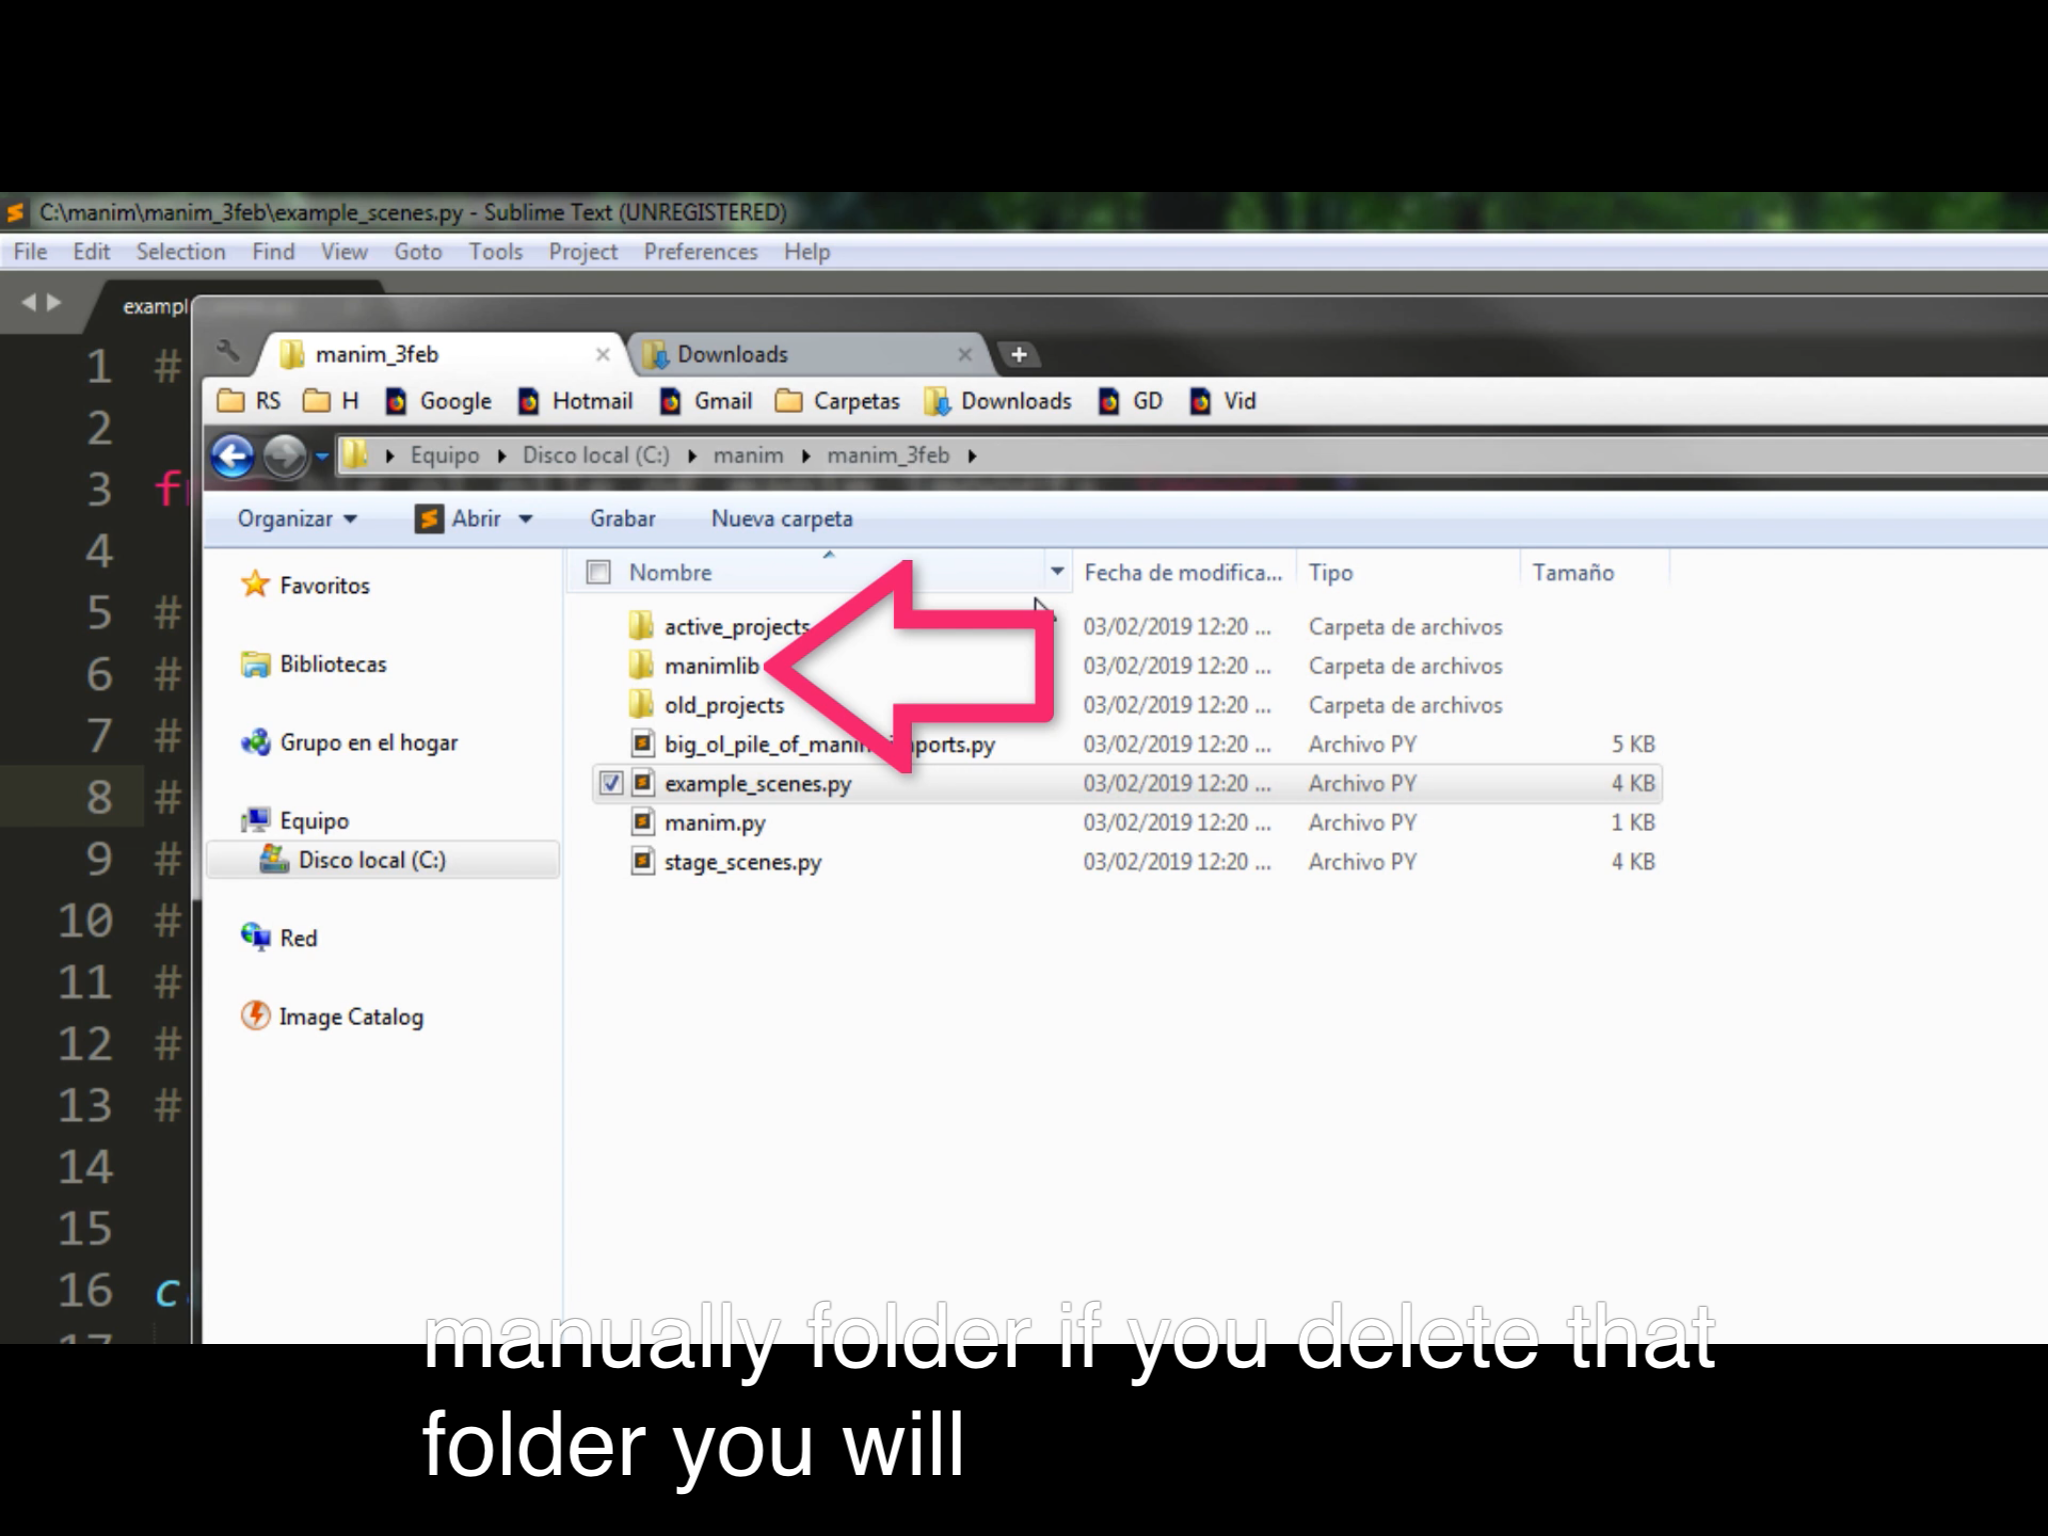 C:\manim\manim_3feb\example_scenes.py - Sublime Text (UNREGISTERED)
File Edit Selection Find View Goto Tools Project Preferences Help
exampl
manim_3feb Downloads
RS H Google Hotmail Gmail Carpetas Downloads GD Vid
Equipo Disco local (C:) manim manim_3feb
Organizar Abrir Grabar Nueva carpeta
Nombre Fecha de modifica... Tipo Tamaño
Favoritos
Bibliotecas
Grupo en el hogar
Equipo
Disco local (C:)
Red
Image Catalog
active_projects 03/02/2019 12:20 ... Carpeta de archivos
manimlib 03/02/2019 12:20 ... Carpeta de archivos
old_projects 03/02/2019 12:20 ... Carpeta de archivos
big_ol_pile_of_manim ports.py 03/02/2019 12:20 ... Archivo PY 5 KB
example_scenes.py 03/02/2019 12:20 ... Archivo PY 4 KB
manim.py 03/02/2019 12:20 ... Archivo PY 1 KB
stage_scenes.py 03/02/2019 12:20 ... Archivo PY 4 KB
1 #
2
3 f
4
5 #
6 #
7 #
8 #
9 #
10 #
11 #
12 #
13 #
14
15
16 c
17
manually folder if you delete that
folder you will